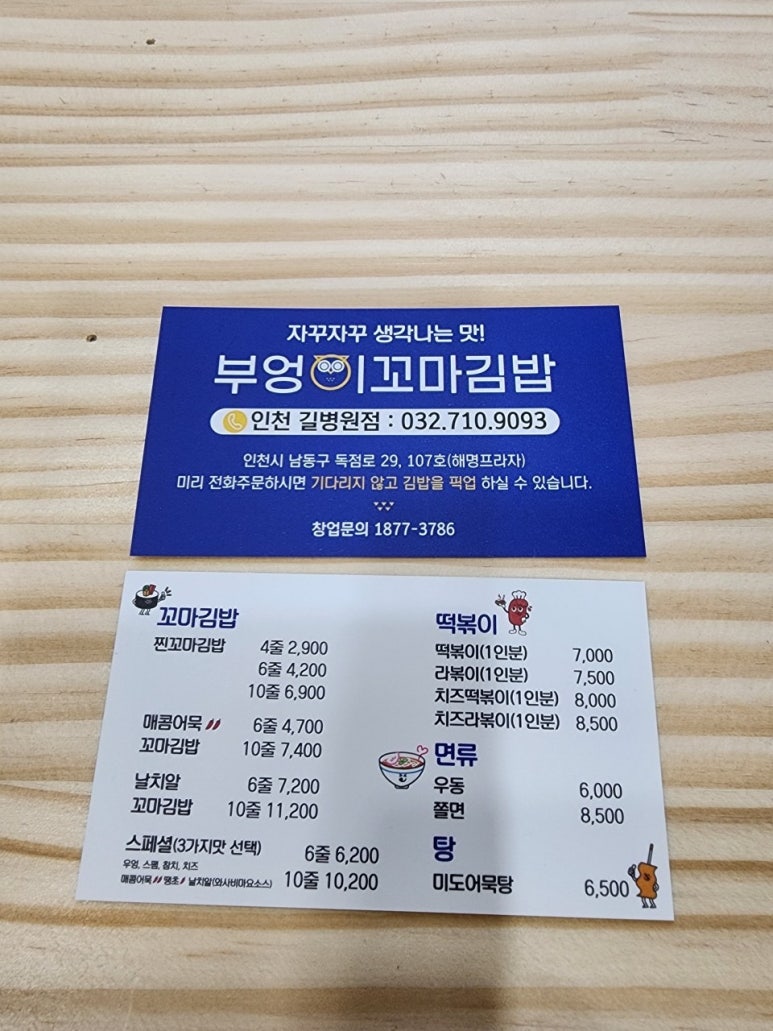 자꾸자꾸 생각나는 맛!
부엉이꼬마김밥
인천 길병원점 : 032.710.9093
인천시 남동구 독점로 29, 107호(해명프라자)
미리 전화주문하시면 기다리지 않고 김밥을 픽업 하실 수 있습니다.
창업문의 1877-3786
꼬마김밥
찐꼬마김밥 4줄 2,900
6줄 4,200
10줄 6,900
매콤어묵 6줄 4,700
꼬마김밥 10줄 7,400
날치알 6줄 7,200
꼬마김밥 10줄 11,200
스페셜(3가지맛 선택) 6줄 6,200
우엉, 스팸, 참치, 치즈
매콤어묵 땡초 날치알(와사비마요소스) 10줄 10,200
떡볶이
떡볶이(1인분) 7,000
라볶이(1인분) 7,500
치즈떡볶이(1인분) 8,000
치즈라볶이(1인분) 8,500
면류
우동 6,000
쫄면 8,500
탕
미도어묵탕 6,500